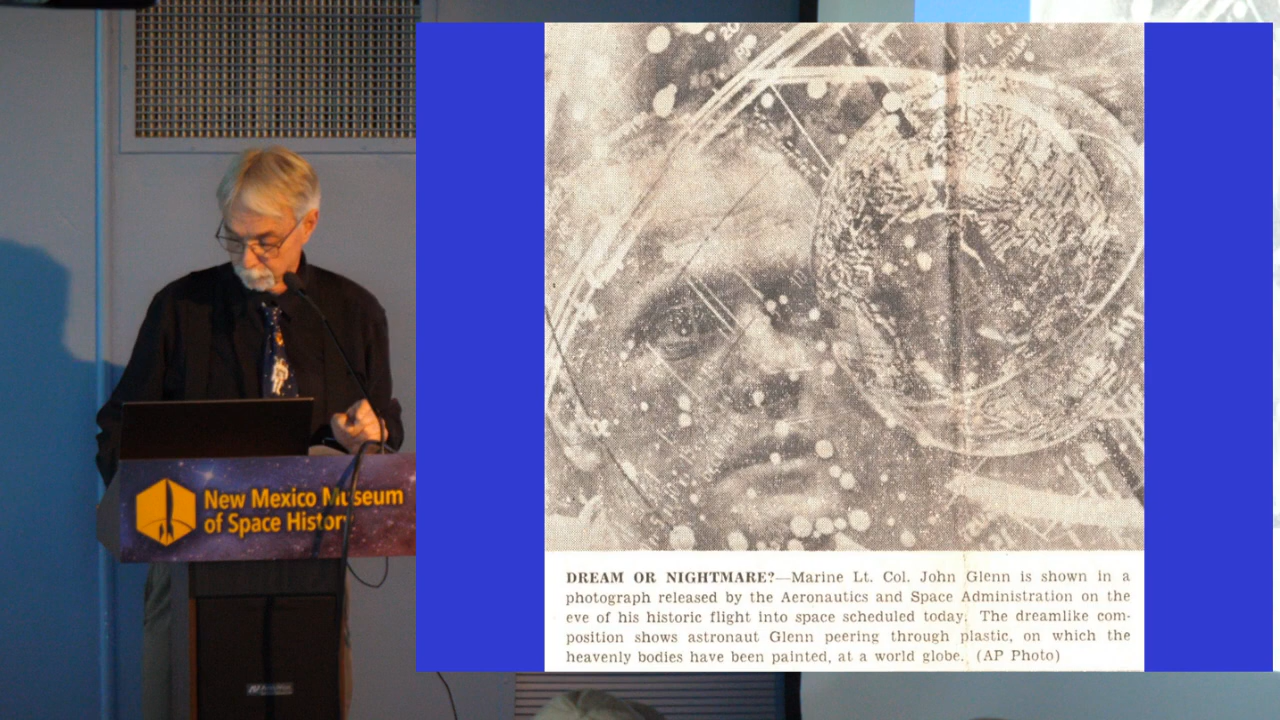 New Mexico Museum
of Space History
DREAM OR NIGHTMARE?—Marine Lt. Col. John Glenn is shown in a
photograph released by the Aeronautics and Space Administration on the
eve of his historic flight into space scheduled today. The dreamlike com-
position shows astronaut Glenn peering through plastic, on which the
heavenly bodies have been painted, at a world globe. (AP Photo)